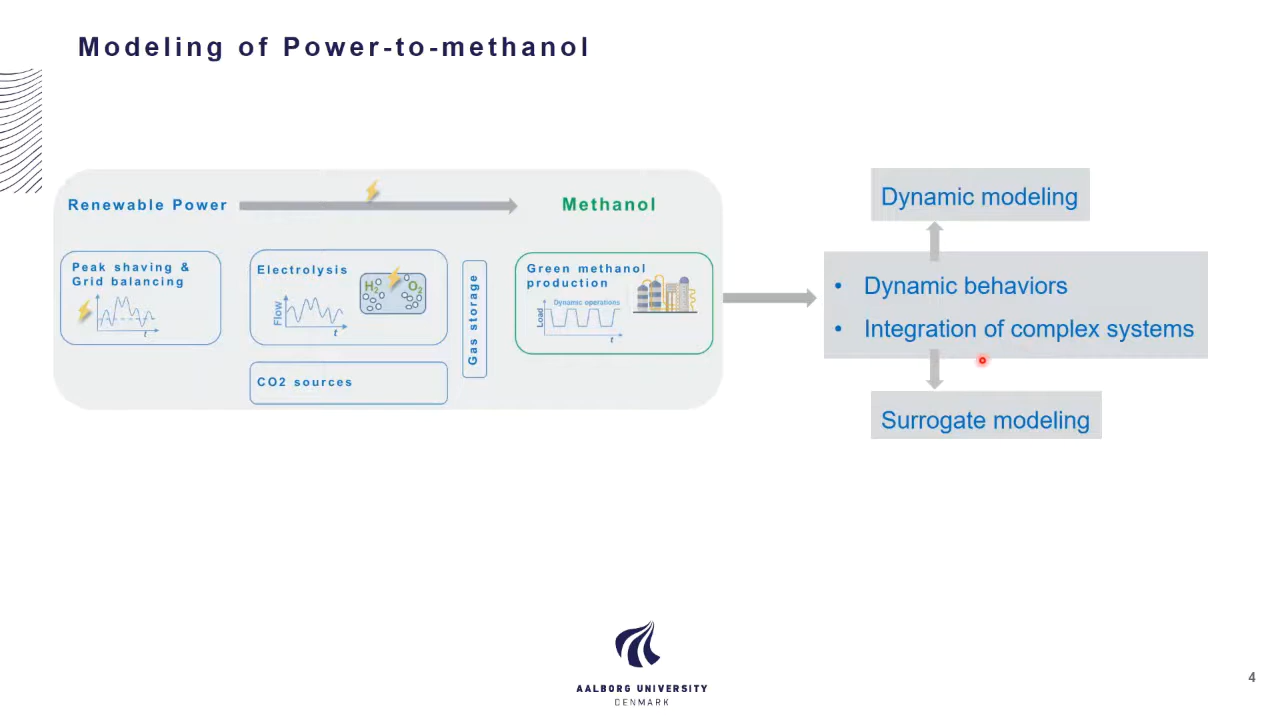 Modeling of Power-to-methanol
Renewable Power
Methanol
Peak shaving &
Grid balancing
t
Electrolysis
Flow
t
H2
O2
CO2 sources
Gas storage
Green methanol
production
Dynamic operations
Load
t
Dynamic modeling
• Dynamic behaviors
• Integration of complex systems
Surrogate modeling
AALBORG UNIVERSITY
DENMARK
4